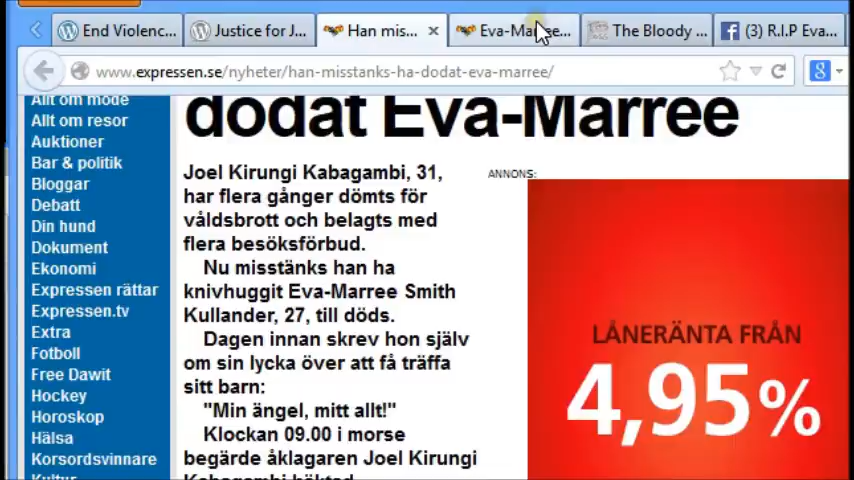 End Violenc...
Justice for J...
Han mis...
Eva-Mar
The Bloody ...
(3) R.I.P Eva...
www.expressen.se/nyheter/han-misstanks-ha-dodat-eva-marree/
Allt om mode
Allt om resor
Auktioner
Bar & politik
Bloggar
Debatt
Din hund
Dokument
Ekonomi
Expressen rättar
Expressen.tv
Extra
Fotboll
Free Dawit
Hockey
Horoskop
Hälsa
Korsordsvinnare
Kultur
dödat Eva-Marree
Joel Kirungi Kabagambi, 31,
har flera gånger dömts för
våldsbrott och belagts med
flera besöksförbud.
Nu misstänks han ha
knivhuggit Eva-Marree Smith
Kullander, 27, till döds.
Dagen innan skrev hon själv
om sin lycka över att få träffa
sitt barn:
"Min ängel, mitt allt!"
Klockan 09.00 i morse
begärde åklagaren Joel Kirungi
Kabagambi häktad
ANNONS:
LÅNERÄNTA FRÅN
4,95%